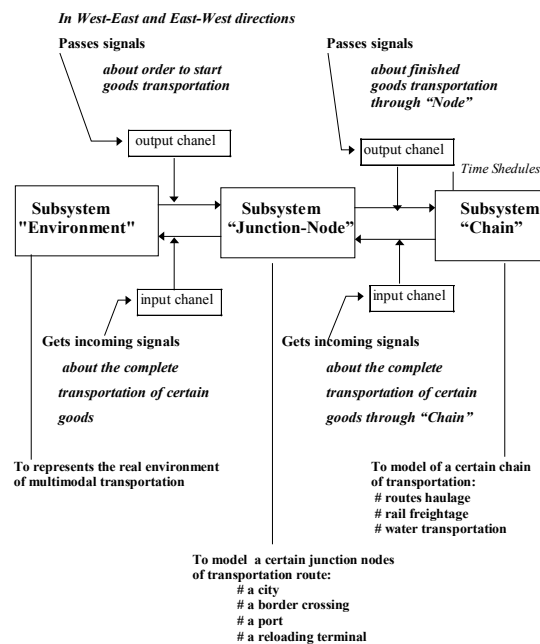 In West-East and East-West directions
Passes signals
about order to start
goods transportation
Passes signals
about finished
goods transportation
through “Node”
output chanel
output channel
Time Shedules
Subsystem
"Environment"
Subsystem
“Junction-Node”
Subsystem
“Chain”
input channel
input channel
Gets incoming signals
about the complete
transportation of certain
goods
Gets incoming signals
about the complete
transportation of certain
goods through “Chain”
To represents the real environment
of multimodal transportation
To model of a certain chain
of transportation:
# routes haulage
# rail freightage
# water transportation
To model a certain junction nodes
of transportation route:
# a city
# a border crossing
# a port
# a reloading terminal